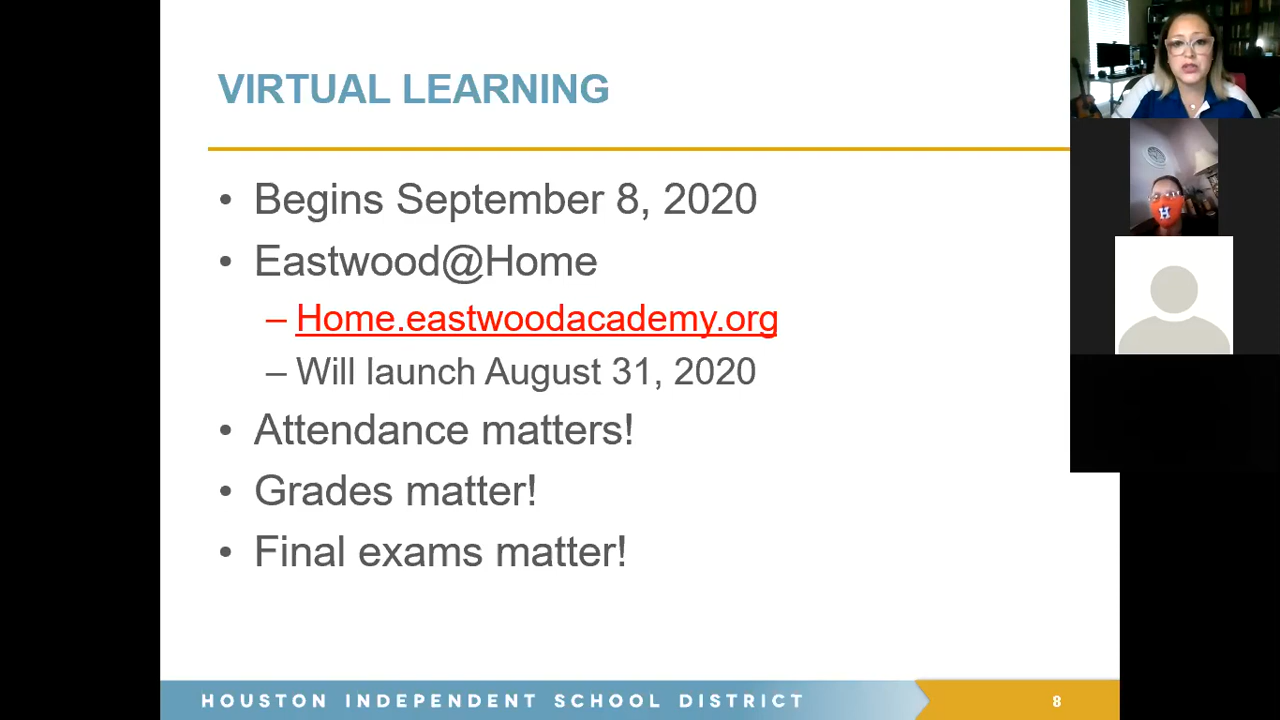 VIRTUAL LEARNING
• Begins September 8, 2020
• Eastwood@Home
– Home.eastwoodacademy.org
– Will launch August 31, 2020
• Attendance matters!
• Grades matter!
• Final exams matter!
H
HOUSTON INDEPENDENT SCHOOL DISTRICT
8